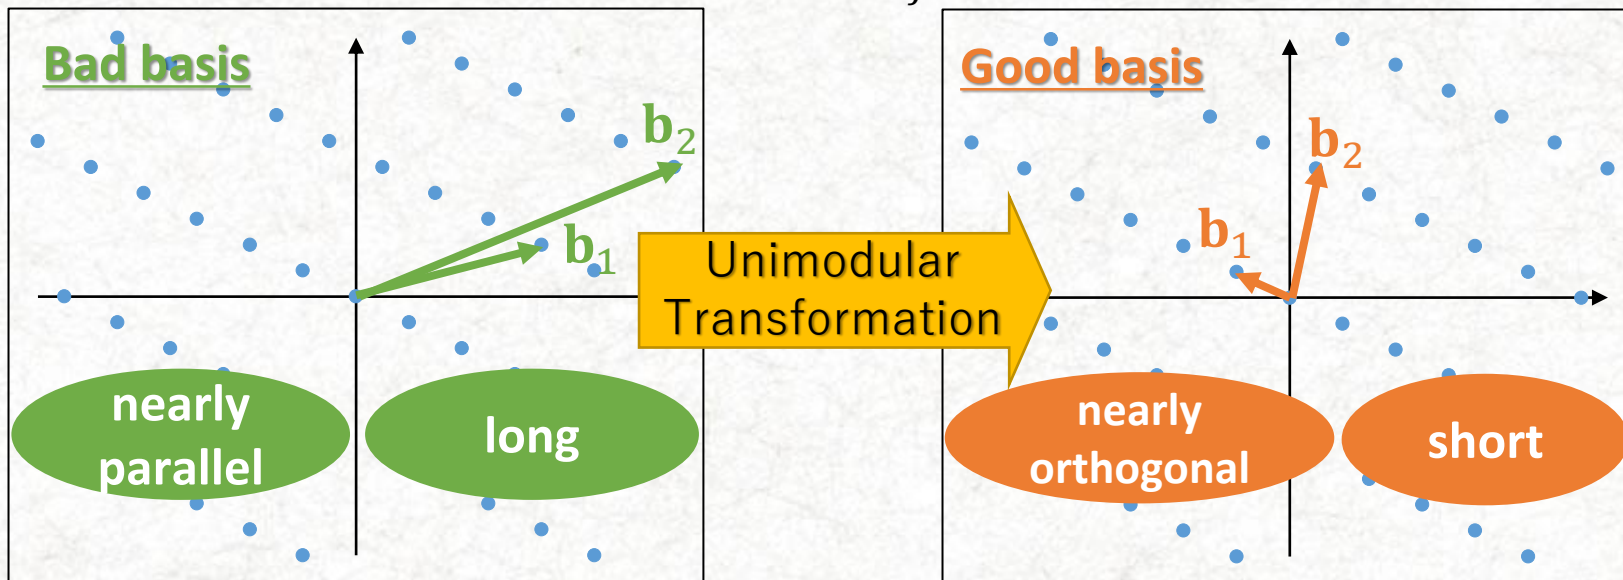 Bad basis
𝐛₂
𝐛₁
nearly
parallel
long
Unimodular
Transformation
Good basis
𝐛₂
𝐛₁
nearly
orthogonal
short